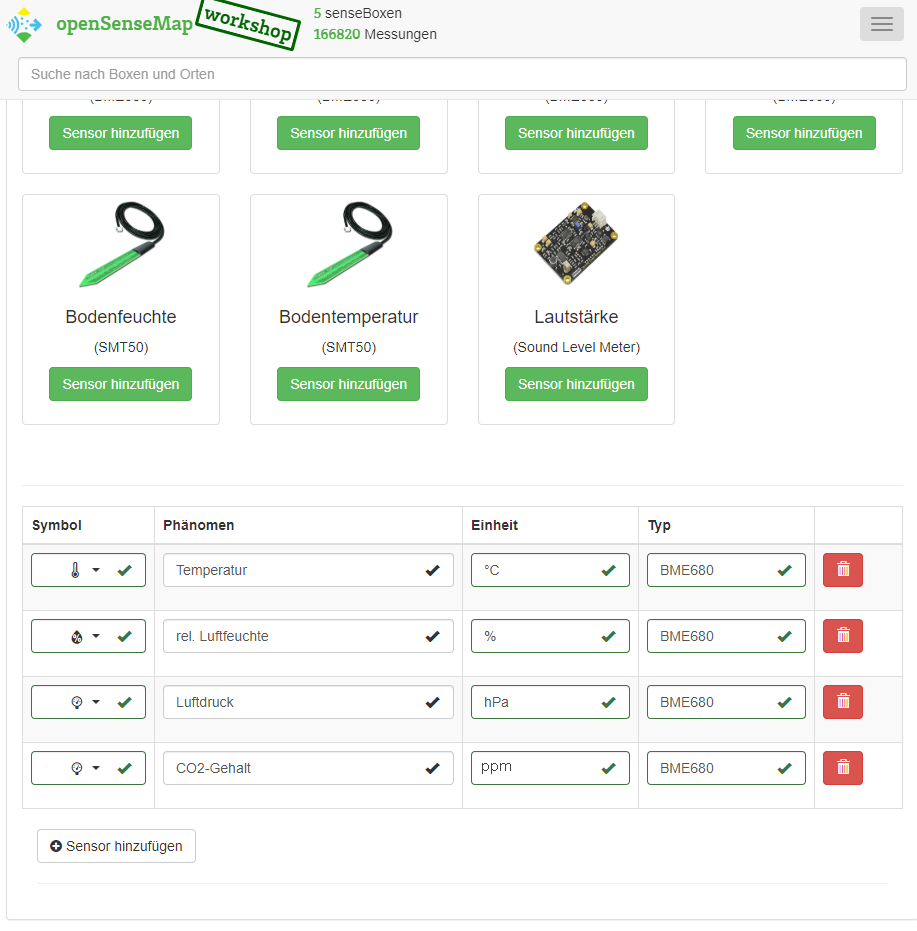 openSenseMap
workshop
5 senseBoxen
166820 Messungen
Suche nach Boxen und Orten
Sensor hinzufügen
Sensor hinzufügen
Sensor hinzufügen
Sensor hinzufügen
Bodenfeuchte
(SMT50)
Sensor hinzufügen
Bodentemperatur
(SMT50)
Sensor hinzufügen
Lautstärke
(Sound Level Meter)
Sensor hinzufügen
Symbol Phänomen Einheit Typ
Temperatur °C BME680
rel. Luftfeuchte % BME680
Luftdruck hPa BME680
CO2-Gehalt ppm BME680
Sensor hinzufügen